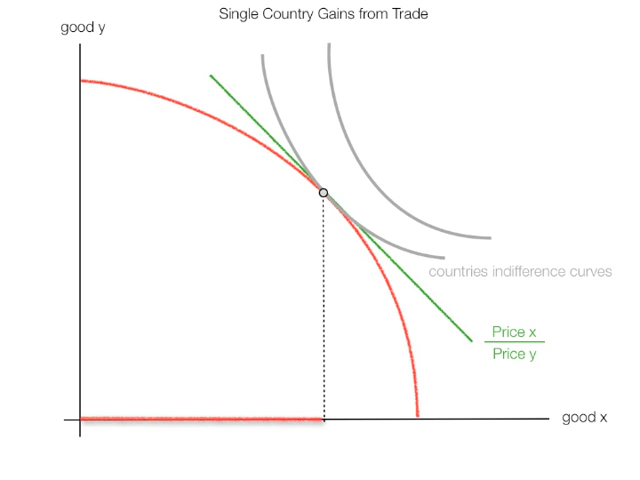 Single Country Gains from Trade
good y
countries indifference curves
Price x
Price y
good x